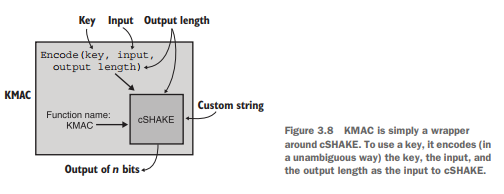 Key Input Output length
Encode(key, input,
output length)
KMAC
Function name:
KMAC
cSHAKE
Custom string
Output of n bits
Figure 3.8 KMAC is simply a wrapper
around cSHAKE. To use a key, it encodes (in
a unambiguous way) the key, the input, and
the output length as the input to cSHAKE.